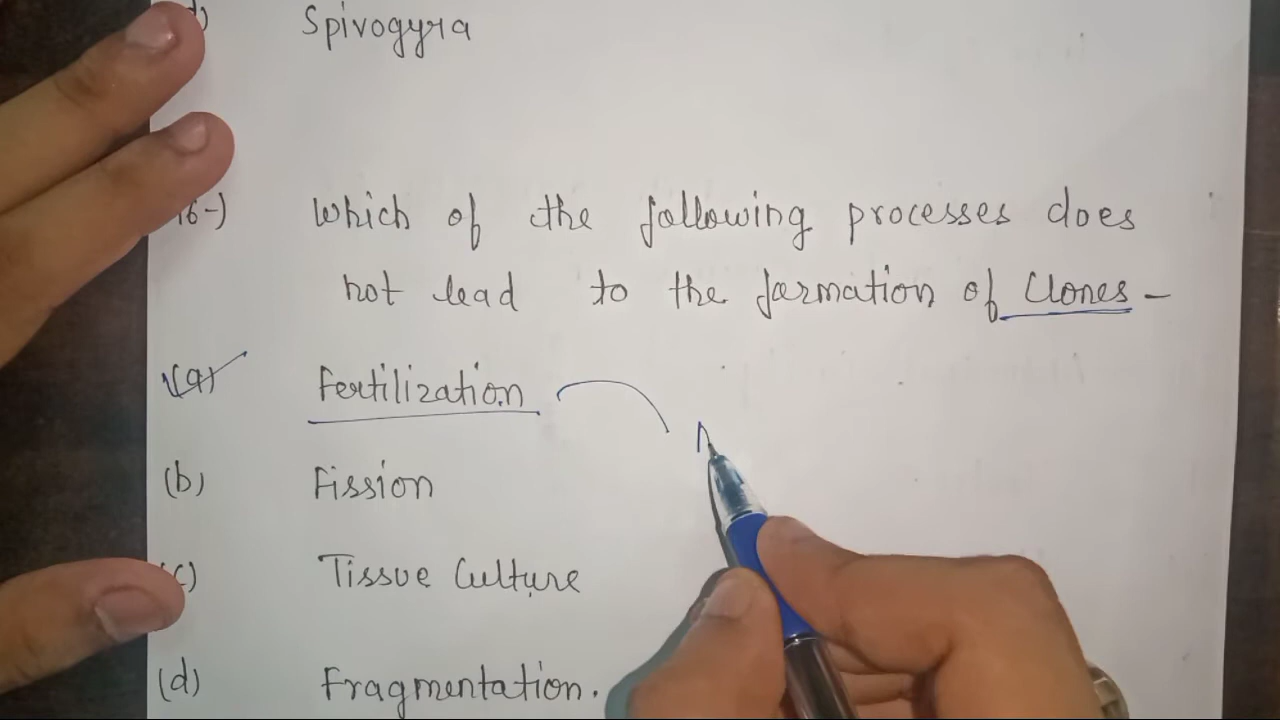 d) Spirogyra
16-) Which of the following processes does
not lead to the formation of Clones -
(a) Fertilization
(b) Fission
(c) Tissue Culture
(d) Fragmentation.